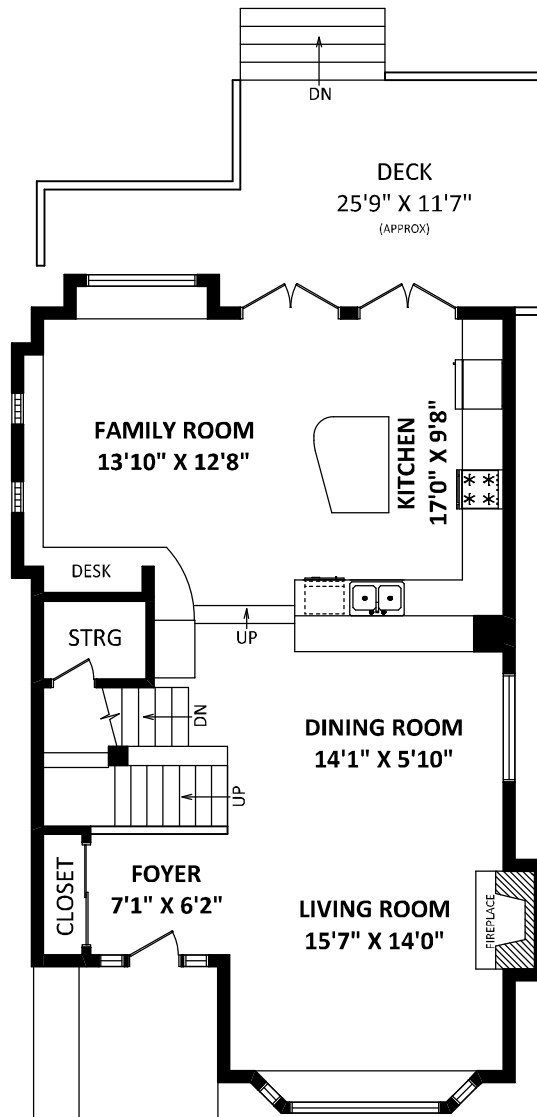 DN
DECK
25'9" X 11'7"
(APPROX)
FAMILY ROOM
13'10" X 12'8"
KITCHEN
17'0" X 9'8"
DESK
UP
STRG
DN
DINING ROOM
14'1" X 5'10"
UP
CLOSET
FOYER
7'1" X 6'2"
LIVING ROOM
15'7" X 14'0"
FIREPLACE